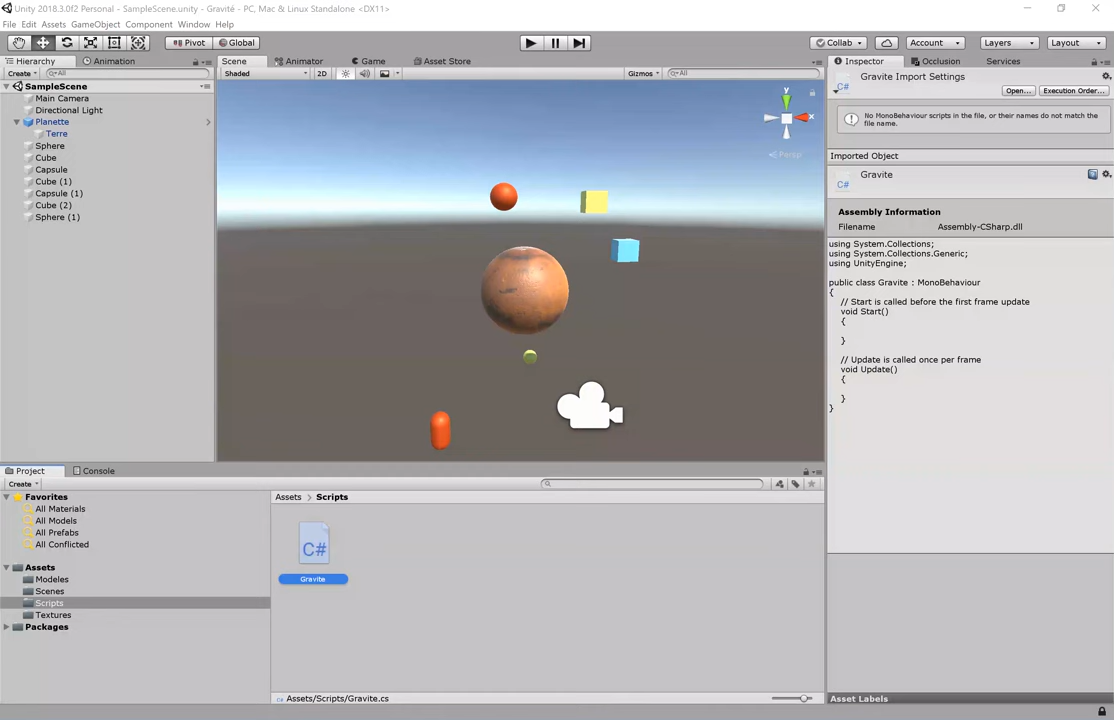 Unity 2018.3.0f2 Personal - SampleScene.unity - Gravité - PC, Mac & Linux Standalone <DX11>
File Edit Assets GameObject Component Window Help
Pivot Global Collab Account Layers Layout
Hierarchy Animation
Create All
SampleScene
Main Camera
Directional Light
Planette
Terre
Sphere
Cube
Capsule
Cube (1)
Capsule (1)
Cube (2)
Sphere (1)
Scene Animator Game Asset Store
Shaded 2D Gizmos All
y
x
Persp
Inspector Occlusion Services
Gravite Import Settings
Open... Execution Order...
No MonoBehaviour scripts in the file, or their names do not match the
file name.
Imported Object
Gravite
Assembly Information
Filename Assembly-CSharp.dll
using System.Collections;
using System.Collections.Generic;
using UnityEngine;
public class Gravite : MonoBehaviour
{
// Start is called before the first frame update
void Start()
{
}
// Update is called once per frame
void Update()
{
}
}
Asset Labels
Project Console
Create
Favorites
All Materials
All Models
All Prefabs
All Conflicted
Assets
Modeles
Scenes
Scripts
Textures
Packages
Assets > Scripts
C#
Gravite
Assets/Scripts/Gravite.cs